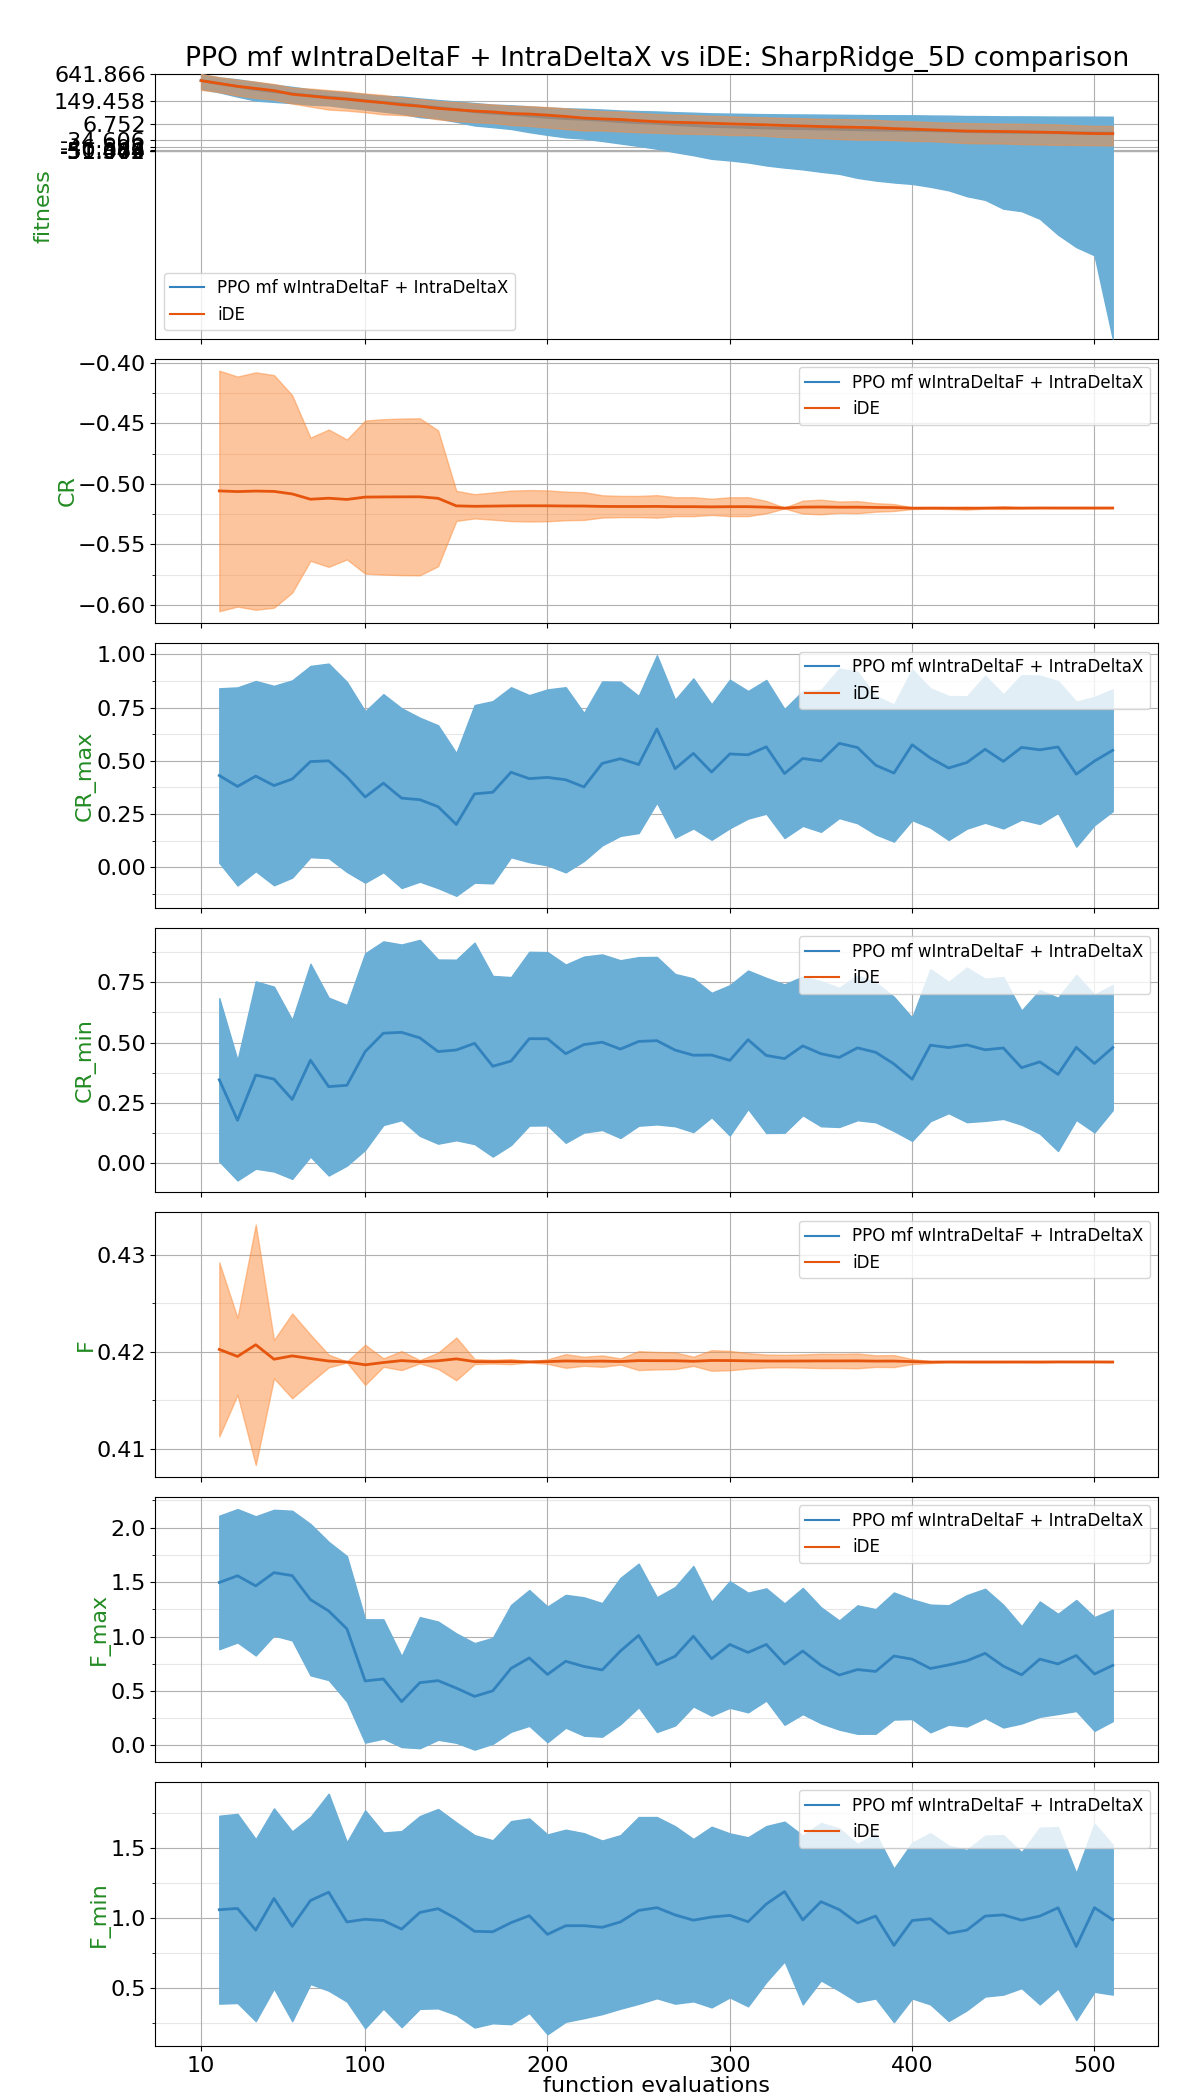 PPO mf wIntraDeltaF + IntraDeltaX vs iDE: SharpRidge_5D comparison
641.866
149.458
6.752
-34.606
fitness
PPO mf wIntraDeltaF + IntraDeltaX
iDE
−0.40
−0.45
−0.50
−0.55
−0.60
CR
PPO mf wIntraDeltaF + IntraDeltaX
iDE
1.00
0.75
0.50
0.25
0.00
CR_max
PPO mf wIntraDeltaF + IntraDeltaX
iDE
0.75
0.50
0.25
0.00
CR_min
PPO mf wIntraDeltaF + IntraDeltaX
iDE
0.43
0.42
0.41
F
PPO mf wIntraDeltaF + IntraDeltaX
iDE
2.0
1.5
1.0
0.5
0.0
F_max
PPO mf wIntraDeltaF + IntraDeltaX
iDE
1.5
1.0
0.5
F_min
PPO mf wIntraDeltaF + IntraDeltaX
iDE
10 100 200 300 400 500
function evaluations